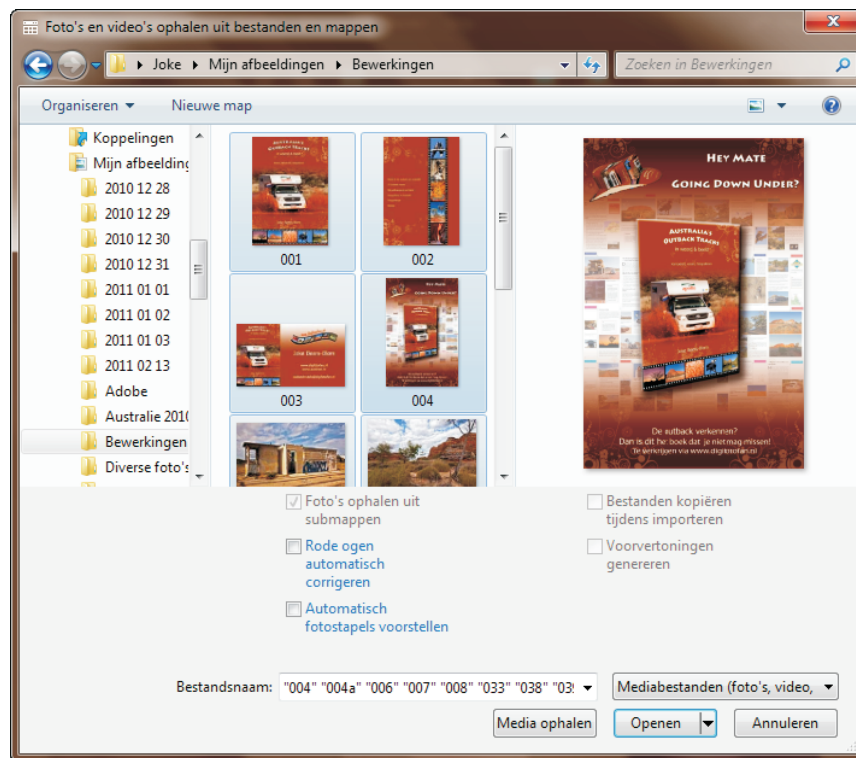 Foto's en video's ophalen uit bestanden en mappen
Joke Mijn afbeeldingen Bewerkingen
Zoeken in Bewerkingen
Organiseren
Nieuwe map
Koppelingen
Mijn afbeelding
2010 12 28
2010 12 29
2010 12 30
2010 12 31
2011 01 01
2011 01 02
2011 01 03
2011 02 13
Adobe
Australie 2010
Bewerkingen
Diverse foto's
001
002
003
004
HEY MATE
GOING DOWN UNDER?
AUSTRALIA'S
OUTBACK TRACKS
De outback verkennen?
Dan is dit het boek dat je niet mag missen!
Te verkrijgen via www.digitrotan.nl
Foto's ophalen uit
submappen
Rode ogen
automatisch
corrigeren
Automatisch
fotostapels voorstellen
Bestanden kopiëren
tijdens importeren
Voorvertoningen
genereren
Bestandsnaam:
"004" "004a" "006" "007" "008" "033" "038" "03
Mediabestanden (foto's, video,
Media ophalen
Openen
Annuleren